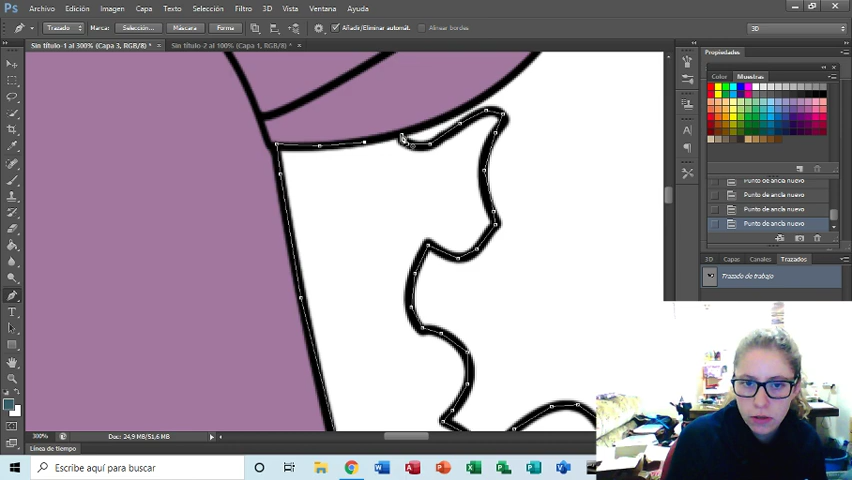 Ps Archivo Edición Imagen Capa Texto Selección Filtro 3D Vista Ventana Ayuda
Trazado Marca: Selección... Máscara Forma Añadir/Eliminar automát. Alinear bordes 3D
Sin título-1 al 300% (Capa 3, RGB/8) * × Sin título-2 al 100% (Capa 1, RGB/8) * ×
Propiedades
Color Muestras
Punto de ancla nuevo
Punto de ancla nuevo
Punto de ancla nuevo
Punto de ancla nuevo
3D Capas Canales Trazados
Trazado de trabajo
300% Doc: 24,9 MB/51,6 MB
Línea de tiempo
Escribe aquí para buscar